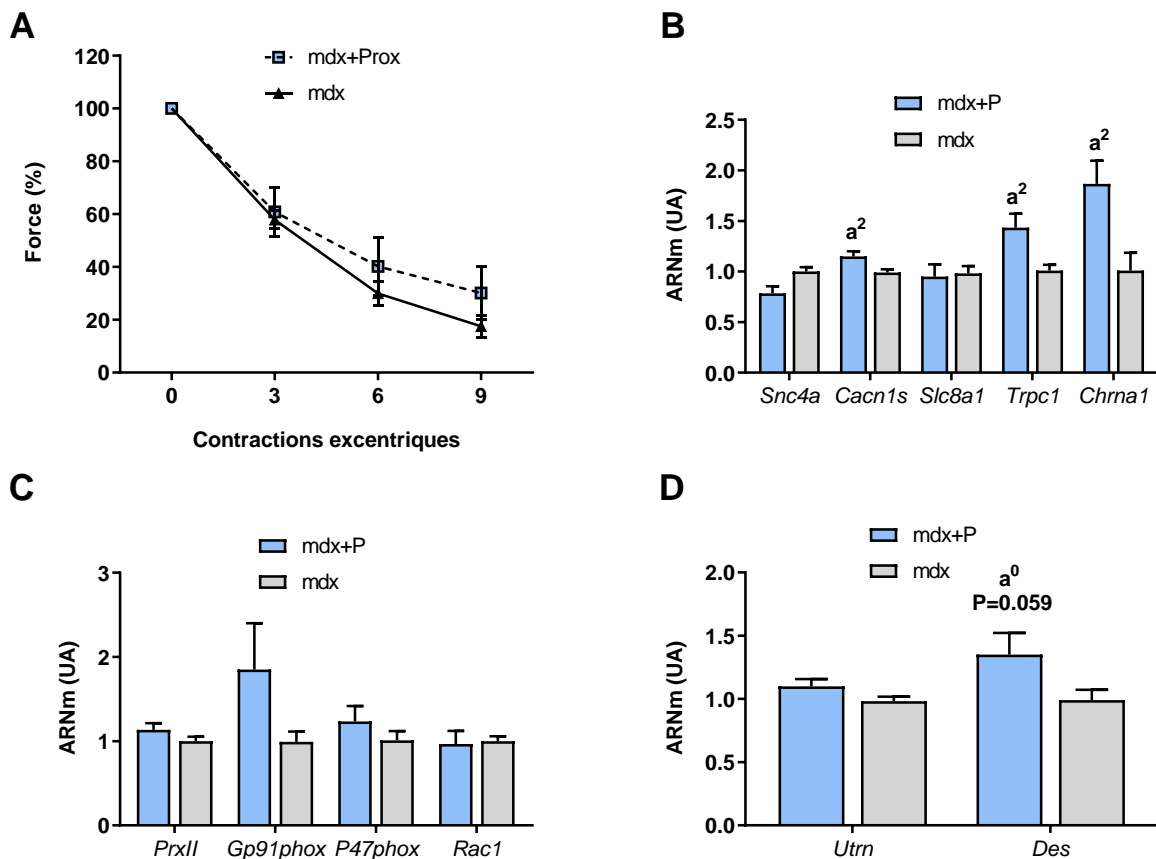 A
mdx+Prox
mdx
120
100
80
60
40
20
0
Force (%)
0 3 6 9
Contractions excentriques
B
mdx+P
mdx
2.5
2.0
1.5
1.0
0.5
0.0
ARNm (UA)
a²
a²
a²
Snc4a Cacn1s Slc8a1 Trpc1 Chrna1
C
mdx+P
mdx
3
2
1
0
ARNm (UA)
PrxII Gp91phox P47phox Rac1
D
mdx+P
mdx
2.0
1.5
1.0
0.5
0.0
ARNm (UA)
a⁰
P=0.059
Utrn Des